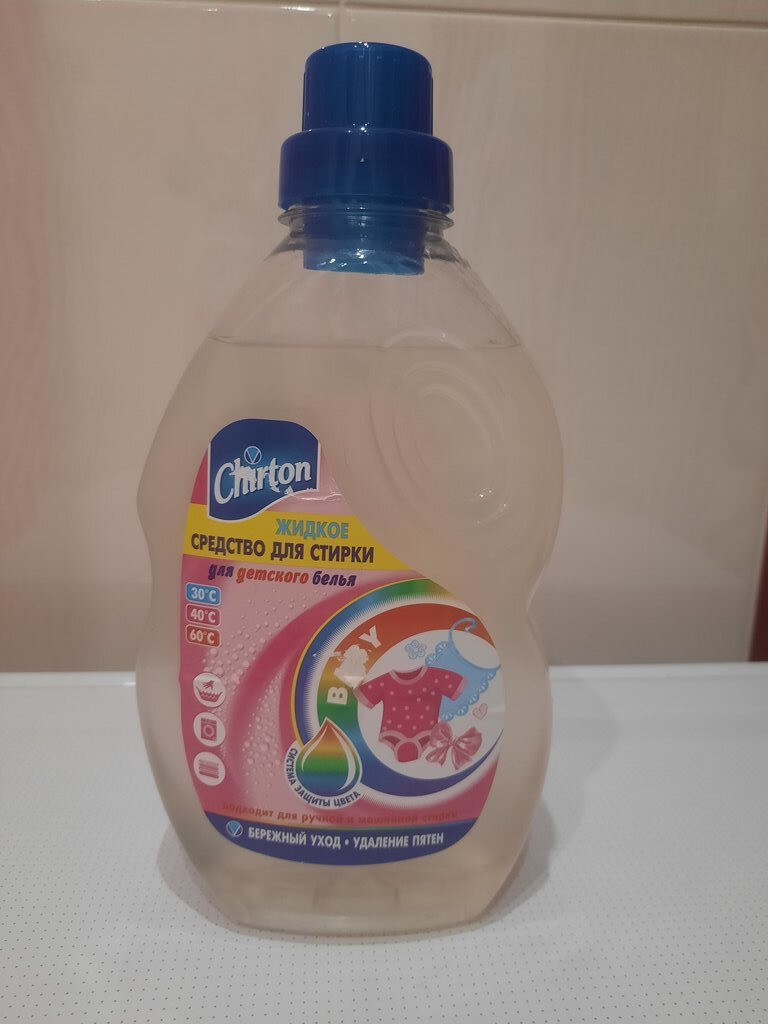 Chirton
ЖИДКОЕ
СРЕДСТВО ДЛЯ СТИРКИ
для детского белья
30°C
40°C
60°C
BABY
СИСТЕМА ЗАЩИТЫ ЦВЕТА
подходит для ручной и машинной стирки
БЕРЕЖНЫЙ УХОД • УДАЛЕНИЕ ПЯТЕН